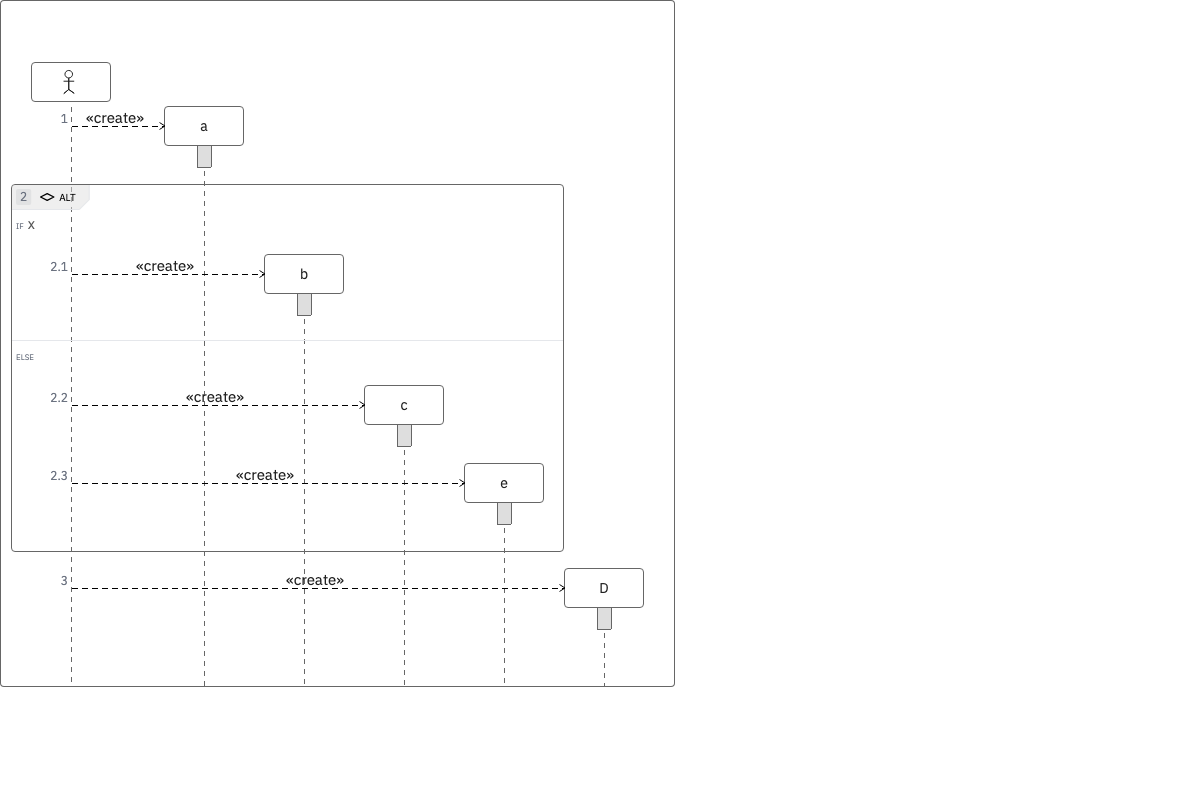 1 «create» a
2 ALT
IF X
2.1 «create» b
ELSE
2.2 «create» c
2.3 «create» e
3 «create» D